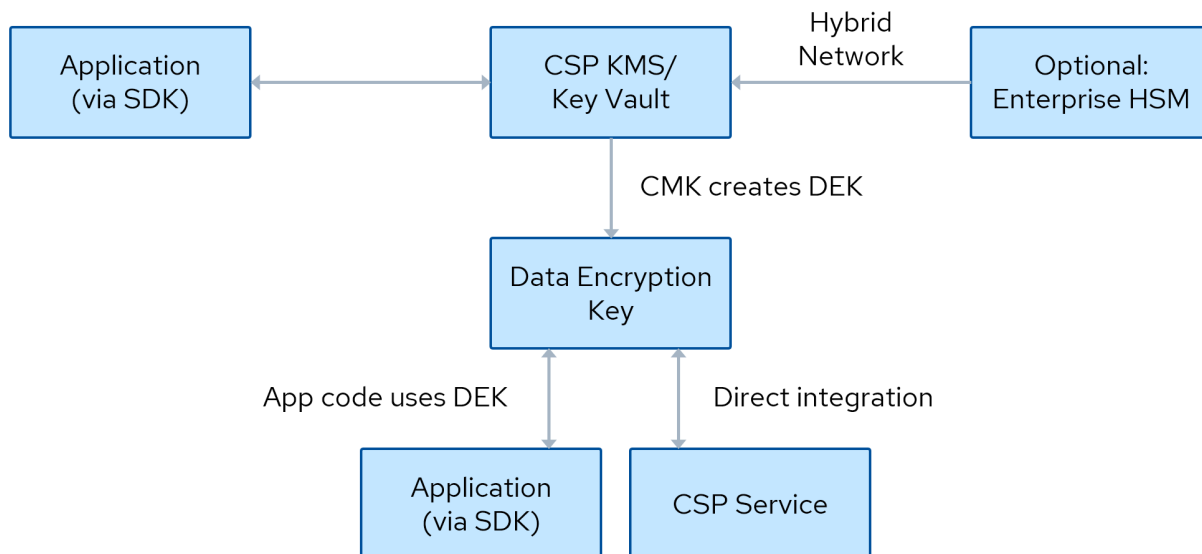 Application
(via SDK)
CSP KMS/
Key Vault
Hybrid
Network
Optional:
Enterprise HSM
CMK creates DEK
Data Encryption
Key
App code uses DEK
Direct integration
Application
(via SDK)
CSP Service